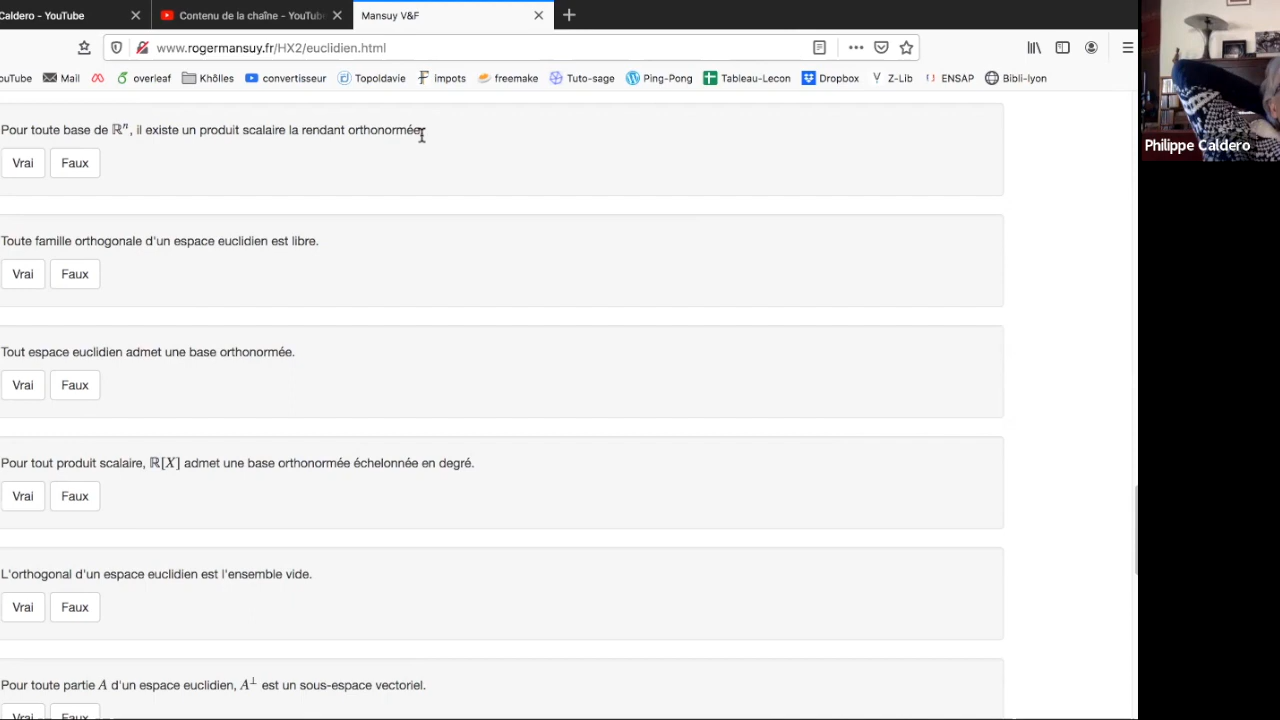 Caldero - YouTube
Contenu de la chaîne - YouTub
Mansuy V&F
www.rogermansuy.fr/HX2/euclidien.html
ouTube Mail overleaf Khôlles convertisseur Topoldavie impots freemake Tuto-sage Ping-Pong Tableau-Lecon Dropbox Z-Lib ENSAP Bibli-lyon
Philippe Caldero
Pour toute base de ℝⁿ, il existe un produit scalaire la rendant orthonormée.
Vrai Faux
Toute famille orthogonale d'un espace euclidien est libre.
Vrai Faux
Tout espace euclidien admet une base orthonormée.
Vrai Faux
Pour tout produit scalaire, ℝ[X] admet une base orthonormée échelonnée en degré.
Vrai Faux
L'orthogonal d'un espace euclidien est l'ensemble vide.
Vrai Faux
Pour toute partie A d'un espace euclidien, A⊥ est un sous-espace vectoriel.
Vrai Faux